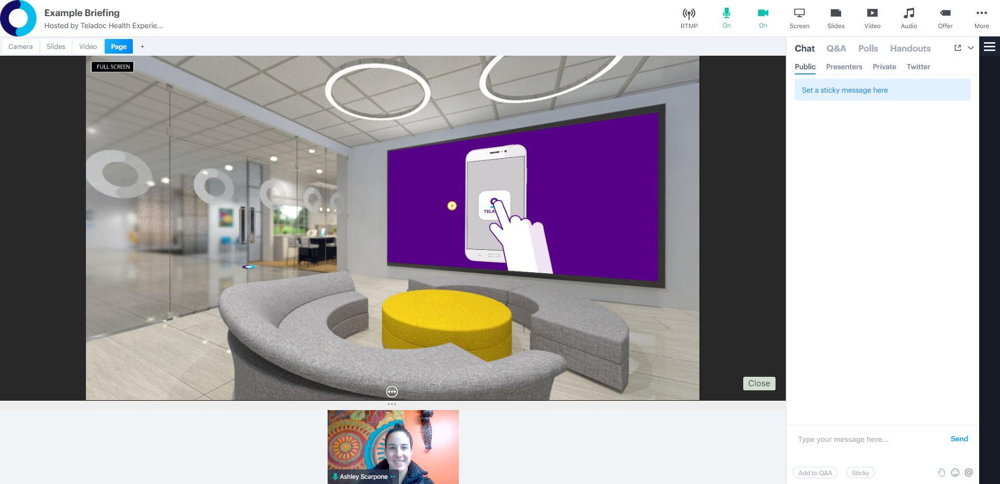 Example Briefing
Hosted by Teladoc Health Experie...
RTMP
On
On
Screen
Slides
Video
Audio
Offer
More
Camera
Slides
Video
Page
+
FULL SCREEN
Close
Ashley Scarpone
Chat
Q&A
Polls
Handouts
Public
Presenters
Private
Twitter
Set a sticky message here
Type your message here...
Send
Add to Q&A
Sticky
@